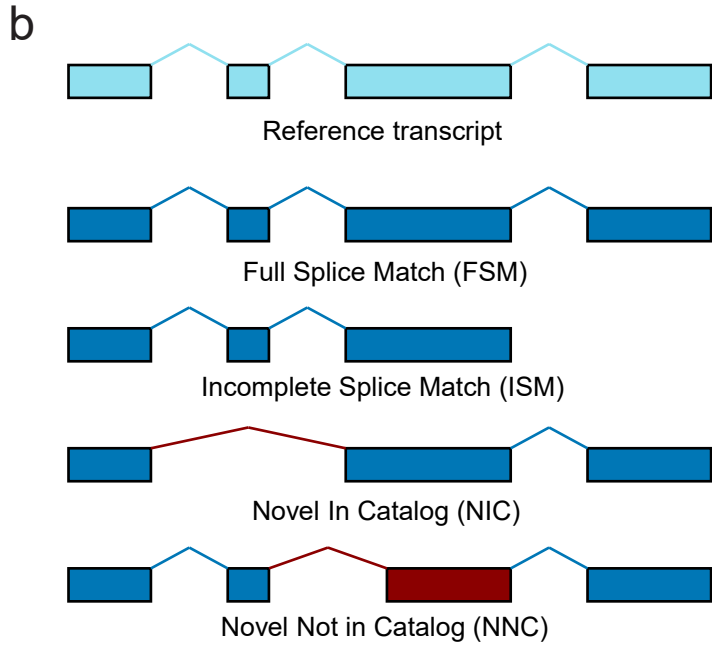 b
Reference transcript
Full Splice Match (FSM)
Incomplete Splice Match (ISM)
Novel In Catalog (NIC)
Novel Not in Catalog (NNC)